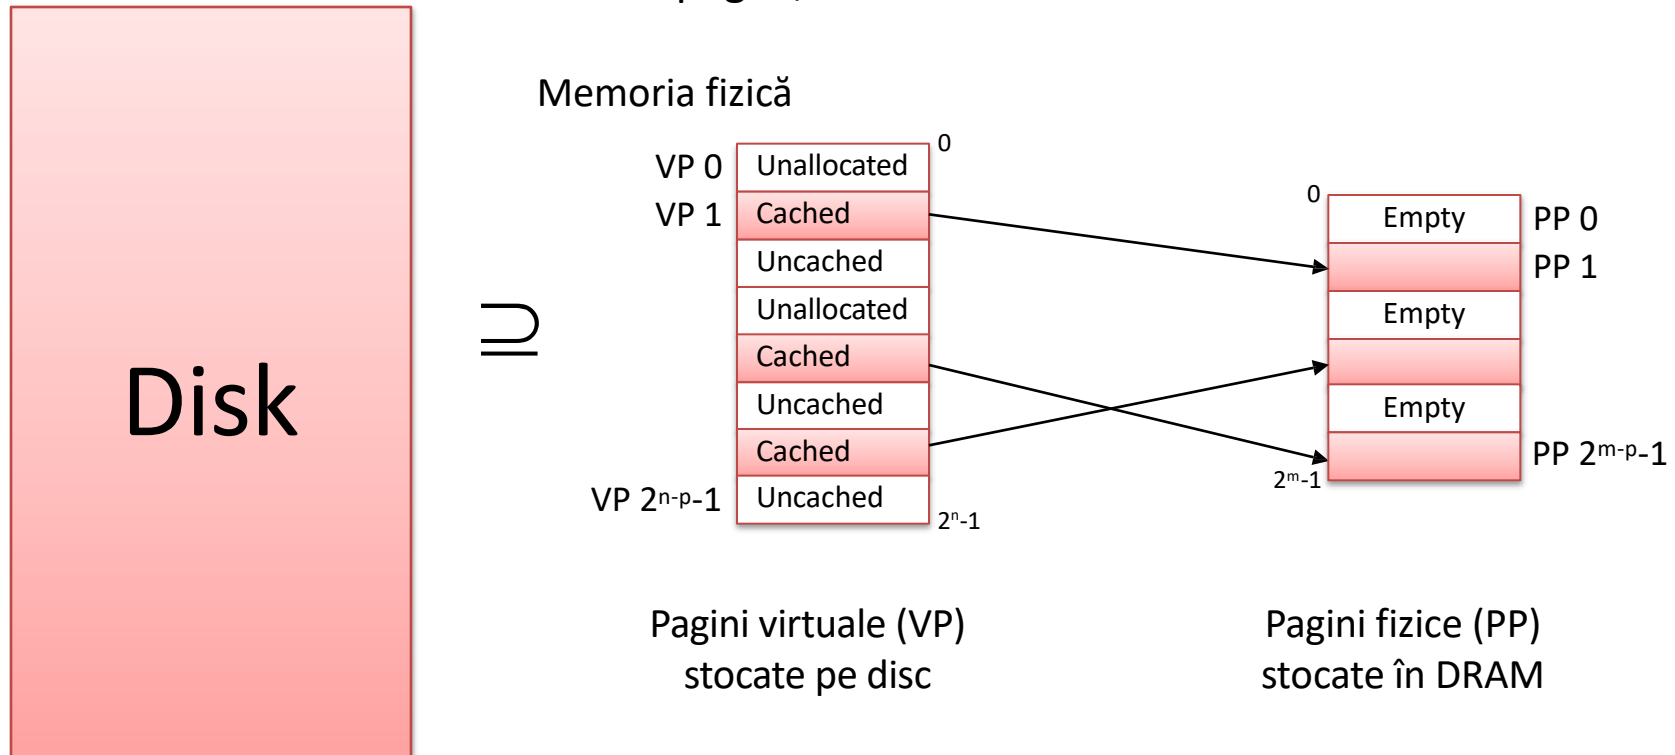 Memoria fizică
Disk
⊇
0
VP 0 Unallocated
VP 1 Cached
Uncached
Unallocated
Cached
Uncached
Cached
VP 2ⁿ⁻ᵖ-1 Uncached
2ⁿ-1
0
Empty PP 0
PP 1
Empty
Empty
PP 2ᵐ⁻ᵖ-1
2ᵐ-1
Pagini virtuale (VP)
stocate pe disc
Pagini fizice (PP)
stocate în DRAM